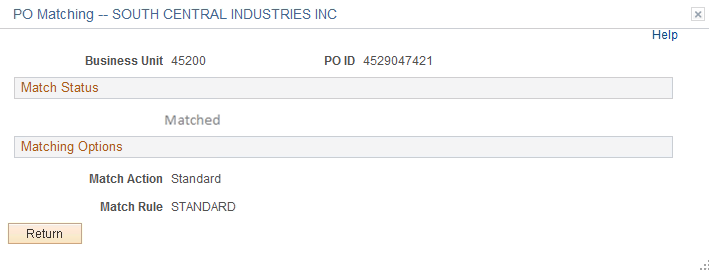 PO Matching -- SOUTH CENTRAL INDUSTRIES INC
Help
Business Unit 45200 PO ID 4529047421
Match Status
Matched
Matching Options
Match Action Standard
Match Rule STANDARD
Return